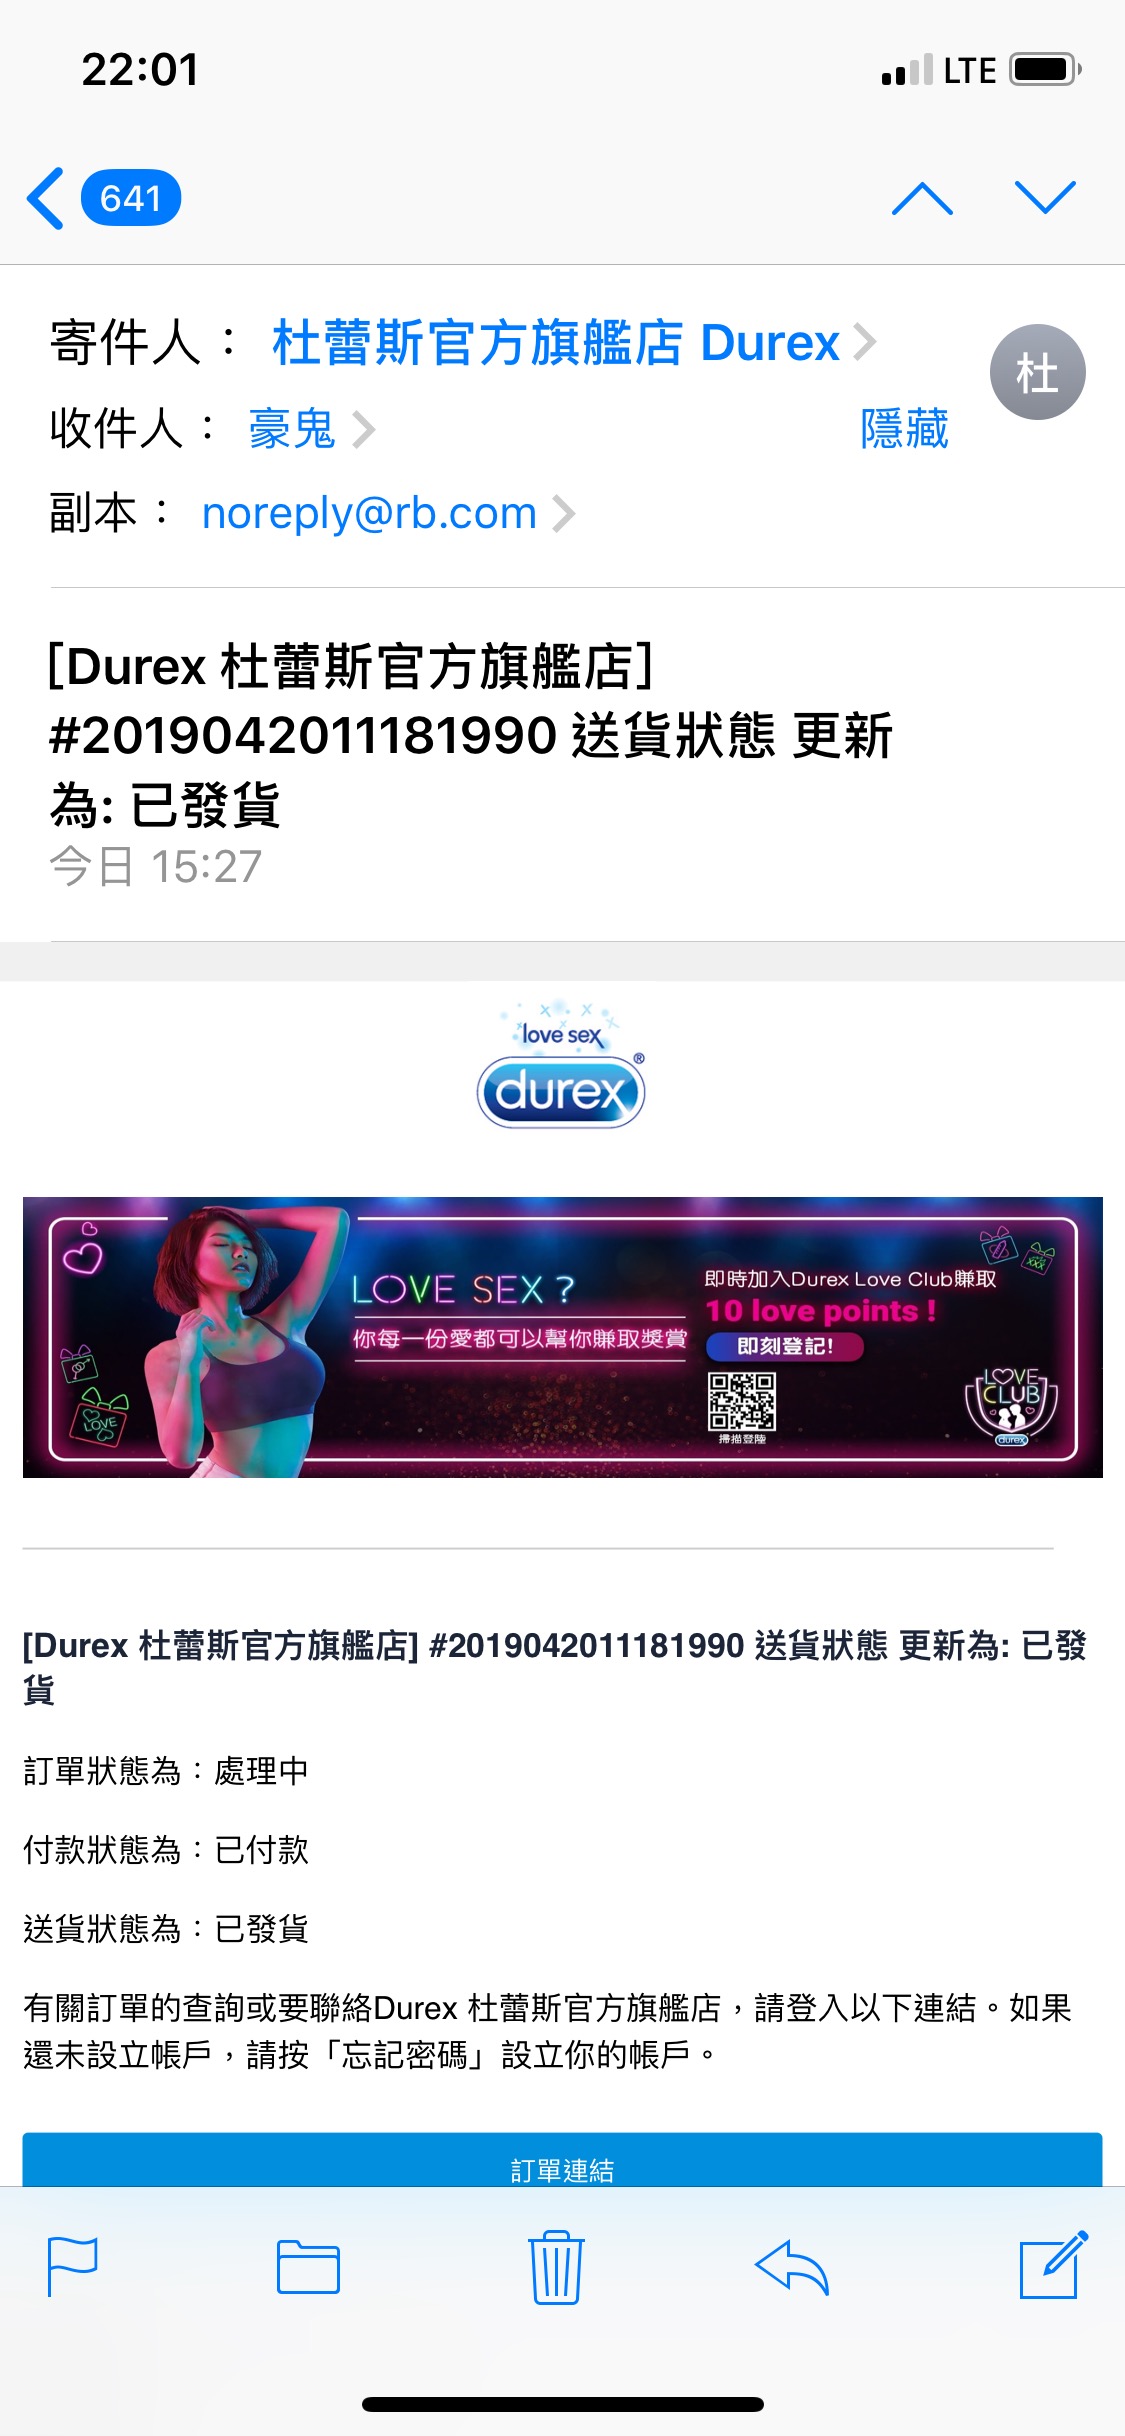 22:01
LTE
641
寄件人： 杜蕾斯官方旗艦店 Durex
杜
收件人： 豪鬼
隱藏
副本： noreply@rb.com
[Durex 杜蕾斯官方旗艦店]
#2019042011181990 送貨狀態 更新
為: 已發貨
今日 15:27
love sex
durex®
LOVE SEX ?
你每一份愛都可以幫你賺取獎賞
即時加入Durex Love Club賺取
10 love points !
即刻登記!
掃描登陸
LOVE
XXX
LOVE
CLUB
durex
[Durex 杜蕾斯官方旗艦店] #2019042011181990 送貨狀態 更新為: 已發
貨
訂單狀態為：處理中
付款狀態為：已付款
送貨狀態為：已發貨
有關訂單的查詢或要聯絡Durex 杜蕾斯官方旗艦店，請登入以下連結。如果
還未設立帳戶，請按「忘記密碼」設立你的帳戶。
訂單連結